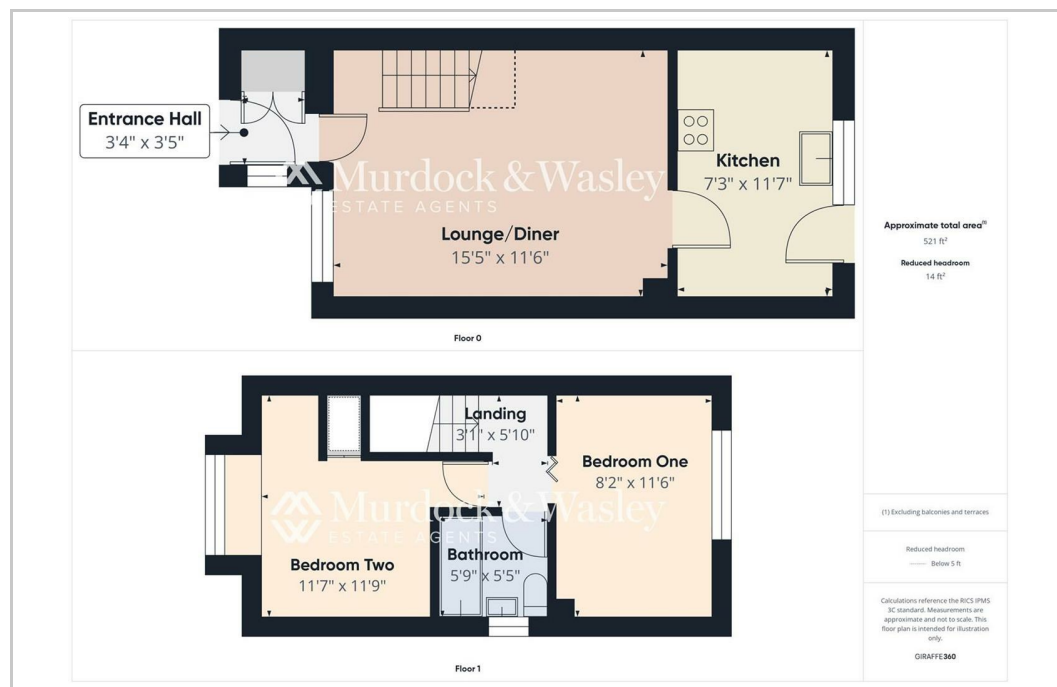 Entrance Hall
3'4" x 3'5"
Murdock & Wasley
ESTATE AGENTS
Lounge/Diner
15'5" x 11'6"
Kitchen
7'3" x 11'7"
Floor 0
Landing
3'1" x 5'10"
Bedroom One
8'2" x 11'6"
Murdock & Wasley
ESTATE AGENTS
Bathroom
5'9" x 5'5"
Bedroom Two
11'7" x 11'9"
Floor 1
Approximate total area(1)
521 ft²
Reduced headroom
14 ft²
(1) Excluding balconies and terraces
Reduced headroom
Below 5 ft
Calculations reference the RICS IPMS
3C standard. Measurements are
approximate and not to scale. This
floor plan is intended for illustration
only.
GIRAFFE360